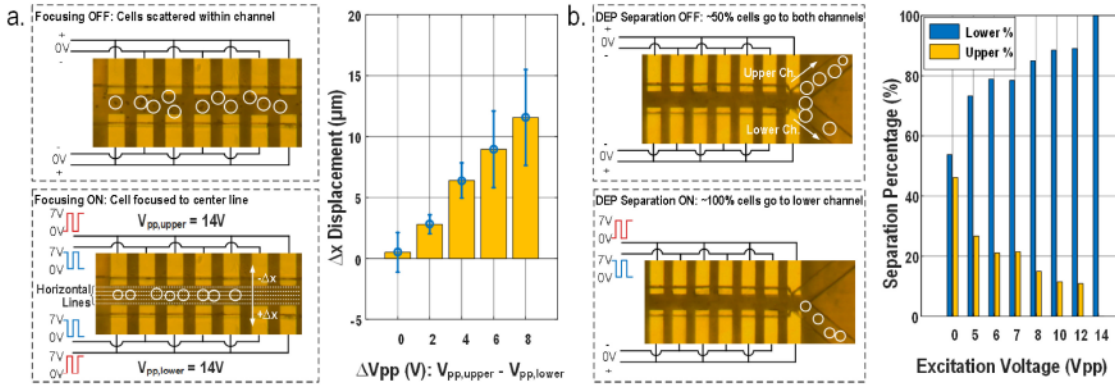 a.
Focusing OFF: Cells scattered within channel
+
0V
-
-
0V
+
Focusing ON: Cell focused to center line
7V
0V
V_pp,upper = 14V
7V
0V
-Δx
Horizontal
Lines
+Δx
7V
0V
7V
0V
V_pp,lower = 14V
Δx Displacement (μm)
20
15
10
5
0
-5
0 2 4 6 8
ΔVpp (V): V_pp,upper - V_pp,lower
b.
DEP Separation OFF: ~50% cells go to both channels
+
0V
-
Upper Ch.
Lower Ch.
-
0V
+
DEP Separation ON: ~100% cells go to lower channel
7V
0V
7V
0V
-
0V
+
Separation Percentage (%)
100
80
60
40
20
0
Lower %
Upper %
0 5 6 7 8 10 12 14
Excitation Voltage (Vpp)